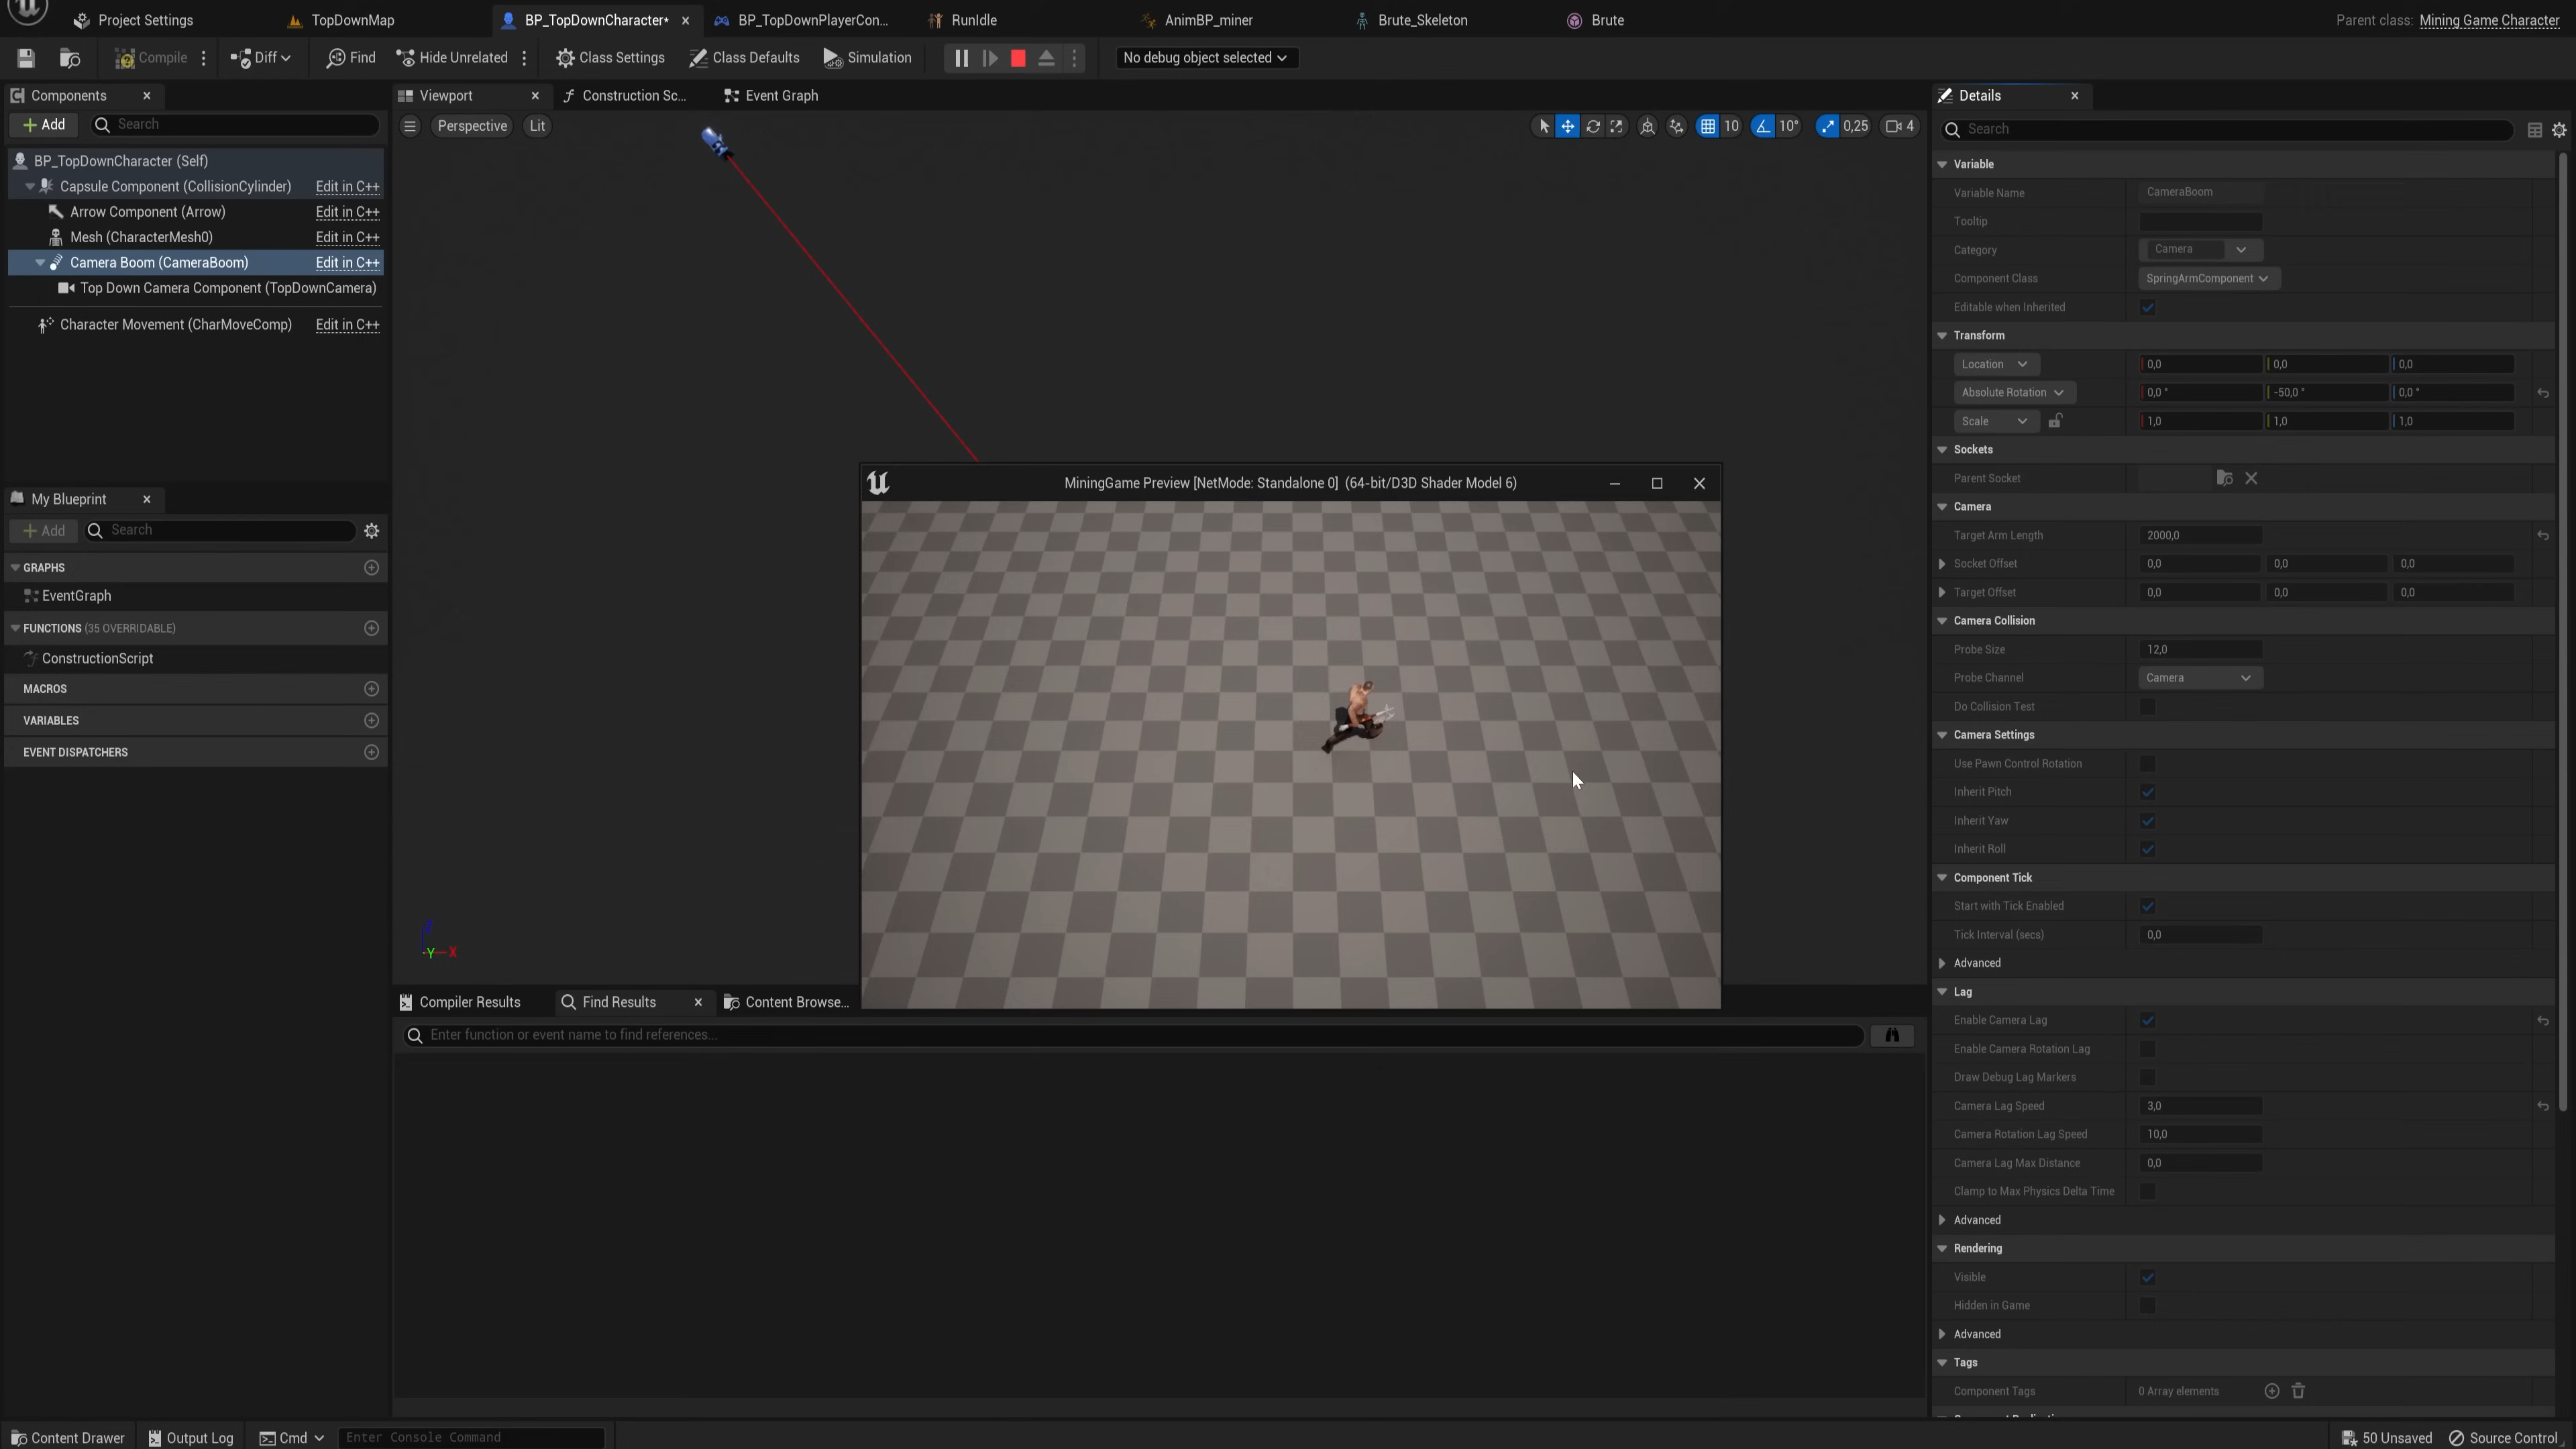 Project Settings
TopDownMap
BP_TopDownCharacter*
BP_TopDownPlayerCon...
RunIdle
AnimBP_miner
Brute_Skeleton
Brute
Parent class: Mining Game Character
Compile
Diff
Find
Hide Unrelated
Class Settings
Class Defaults
Simulation
No debug object selected
Components
Add
Search
BP_TopDownCharacter (Self)
Capsule Component (CollisionCylinder) Edit in C++
Arrow Component (Arrow) Edit in C++
Mesh (CharacterMesh0) Edit in C++
Camera Boom (CameraBoom) Edit in C++
Top Down Camera Component (TopDownCamera)
Character Movement (CharMoveComp) Edit in C++
My Blueprint
Add
Search
GRAPHS
EventGraph
FUNCTIONS (35 OVERRIDABLE)
ConstructionScript
MACROS
VARIABLES
EVENT DISPATCHERS
Viewport
Construction Sc...
Event Graph
Perspective
Lit
10
10°
0,25
4
MiningGame Preview [NetMode: Standalone 0] (64-bit/D3D Shader Model 6)
Z
Y
X
Compiler Results
Find Results
Content Browse...
Enter function or event name to find references...
Details
Search
Variable
Variable Name CameraBoom
Tooltip
Category Camera
Component Class SpringArmComponent
Editable when Inherited
Transform
Location 0,0 0,0 0,0
Absolute Rotation 0,0 ° -50,0 ° 0,0 °
Scale 1,0 1,0 1,0
Sockets
Parent Socket
Camera
Target Arm Length 2000,0
Socket Offset 0,0 0,0 0,0
Target Offset 0,0 0,0 0,0
Camera Collision
Probe Size 12,0
Probe Channel Camera
Do Collision Test
Camera Settings
Use Pawn Control Rotation
Inherit Pitch
Inherit Yaw
Inherit Roll
Component Tick
Start with Tick Enabled
Tick Interval (secs) 0,0
Advanced
Lag
Enable Camera Lag
Enable Camera Rotation Lag
Draw Debug Lag Markers
Camera Lag Speed 3,0
Camera Rotation Lag Speed 10,0
Camera Lag Max Distance 0,0
Clamp to Max Physics Delta Time
Advanced
Rendering
Visible
Hidden in Game
Advanced
Tags
Component Tags 0 Array elements
Content Drawer
Output Log
Cmd
Enter Console Command
50 Unsaved
Source Control